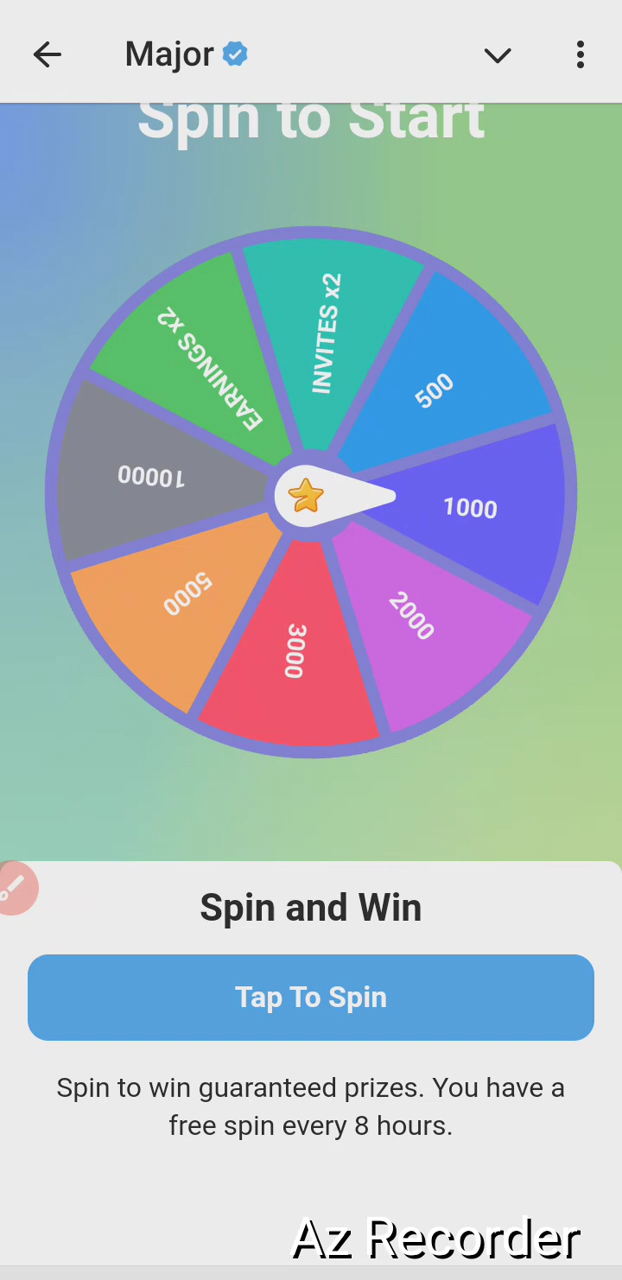 Major
Spin to Start
INVITES x2
EARNINGS x2
500
10000
1000
5000
2000
3000
Spin and Win
Tap To Spin
Spin to win guaranteed prizes. You have a
free spin every 8 hours.
Az Recorder